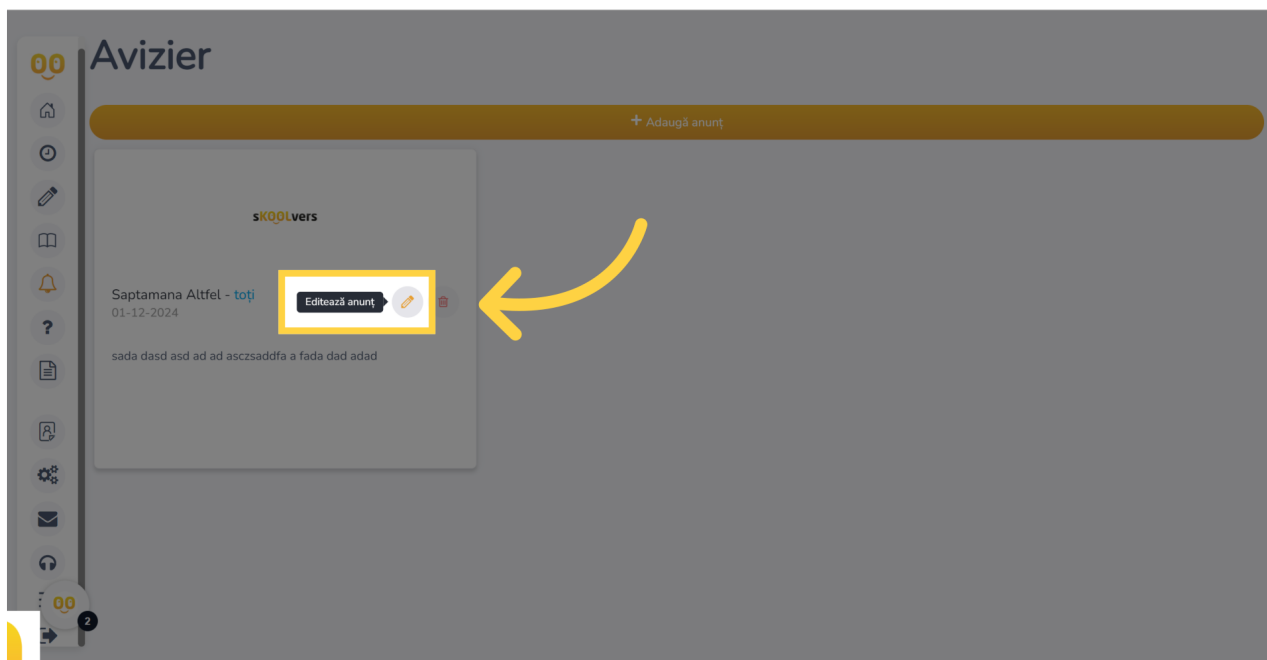 Avizier
+ Adaugă anunț
sKOOLvers
Saptamana Altfel - toți
01-12-2024
Editează anunț
sada dasd asd ad ad asczsaddfa a fada dad adad
?
2